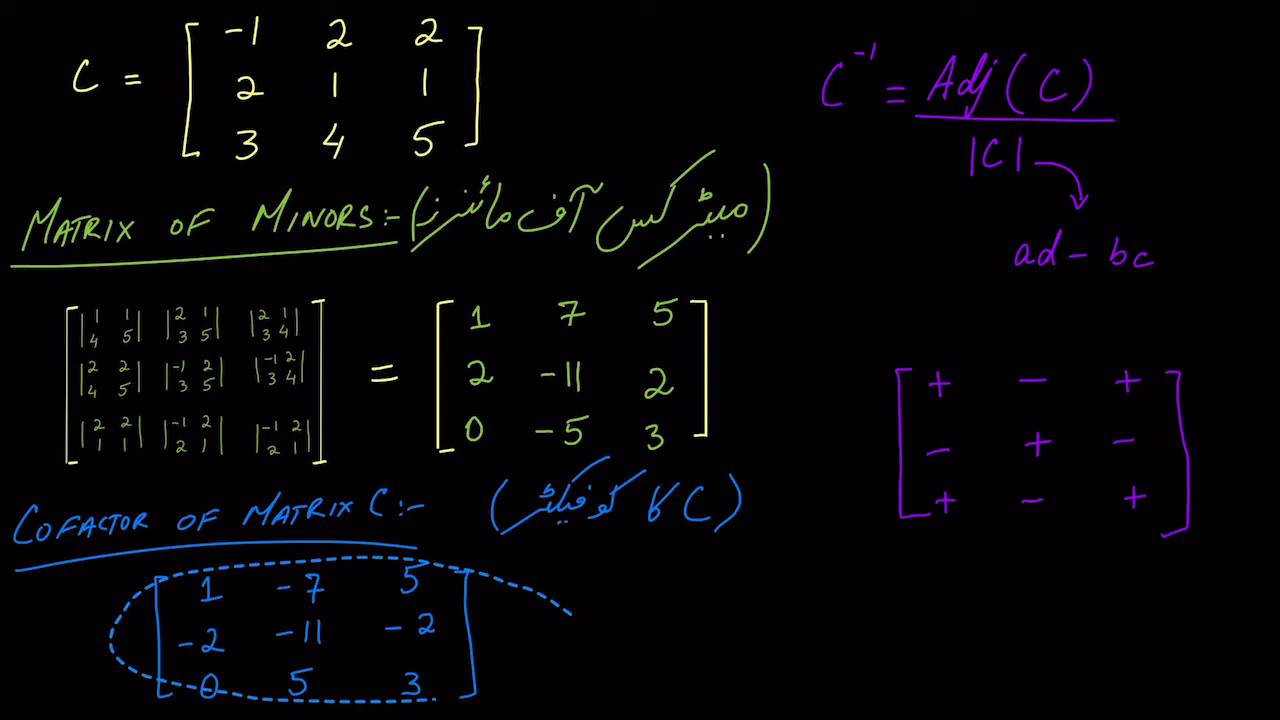 C = [ -1 2 2
2 1 1
3 4 5 ]
MATRIX OF MINORS:- (میٹرکس آف مائنرز)
[ |1 1| |2 1| |2 1|
|4 5| |3 5| |3 4|
|2 2| |-1 2| |-1 2|
|4 5| |3 5| |3 4|
|2 2| |-1 2| |-1 2|
|1 1| |2 1| |2 1| ]
= [ 1 7 5
2 -11 2
0 -5 3 ]
COFACTOR OF MATRIX C:- (C کا کوفیکٹر)
[ 1 -7 5
-2 -11 -2
0 5 3 ]
C⁻¹ = Adj(C)
|C|
ad - bc
[ + - +
- + -
+ - + ]